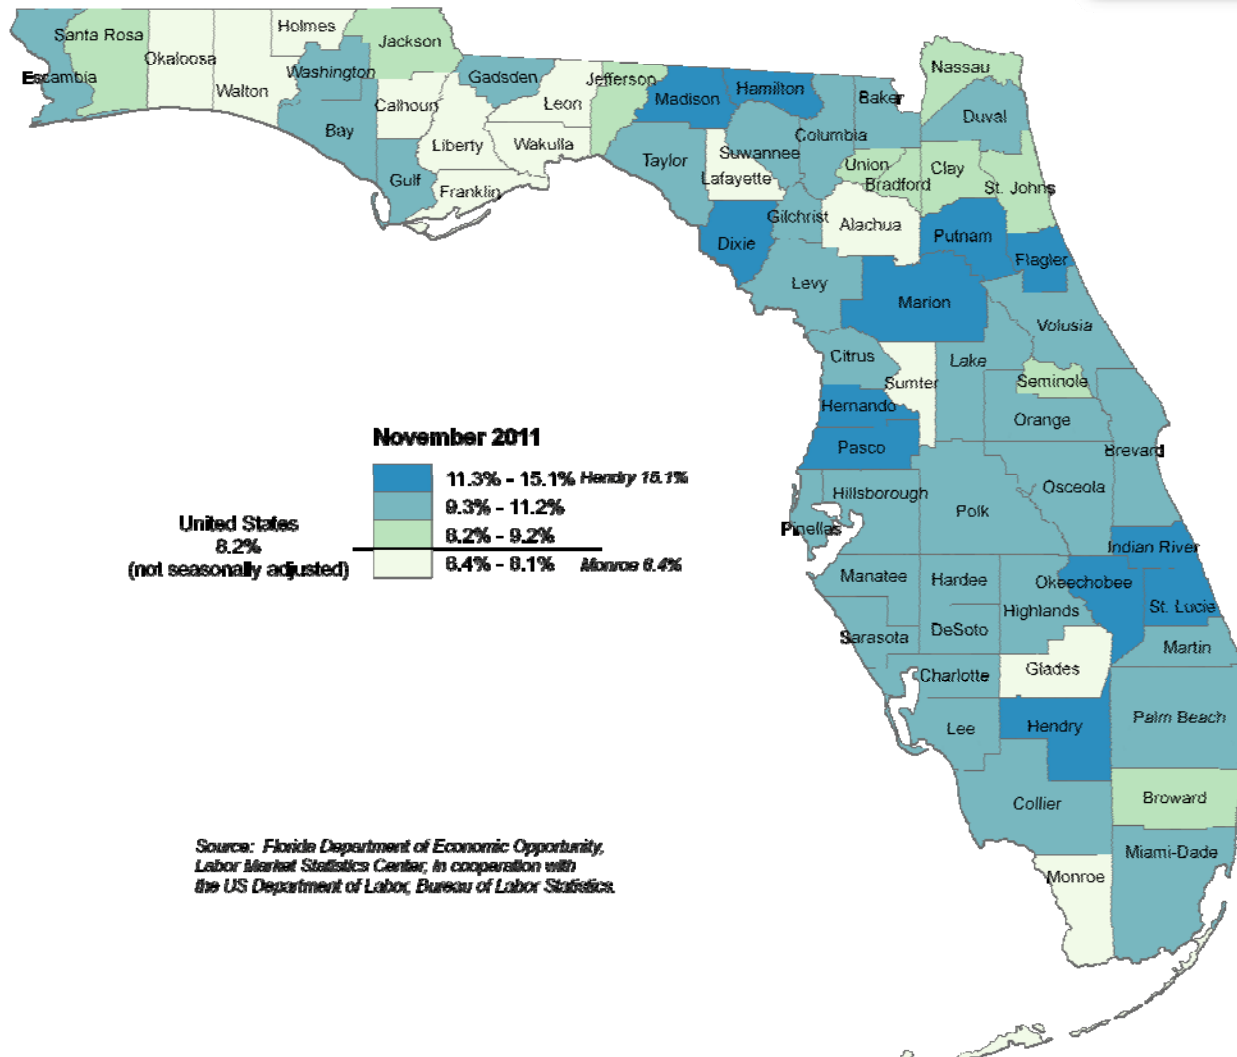 Holmes
Santa Rosa
Jackson
Okaloosa
Escambia
Washington
Walton
Gadsden
Jefferson
Calhoun
Leon
Madison
Hamilton
Baker
Nassau
Bay
Liberty
Wakulla
Duval
Columbia
Taylor
Suwannee
Union
Clay
Gulf
Franklin
Lafayette
Bradford
St. Johns
Gilchrist
Alachua
Dixie
Putnam
Flagler
Levy
Marion
Volusia
Citrus
Lake
Sumter
Seminole
Hernando
Orange
Pasco
Brevard
November 2011
11.3% - 15.1% Hendry 15.1%
9.3% - 11.2%
8.2% - 9.2%
6.4% - 8.1% Monroe 6.4%
United States
8.2%
(not seasonally adjusted)
Hillsborough
Osceola
Polk
Pinellas
Indian River
Manatee
Hardee
Okeechobee
Highlands
St. Lucie
Sarasota
DeSoto
Martin
Charlotte
Glades
Lee
Hendry
Palm Beach
Collier
Broward
Miami-Dade
Monroe
Source: Florida Department of Economic Opportunity,
Labor Market Statistics Center, in cooperation with
the US Department of Labor, Bureau of Labor Statistics.